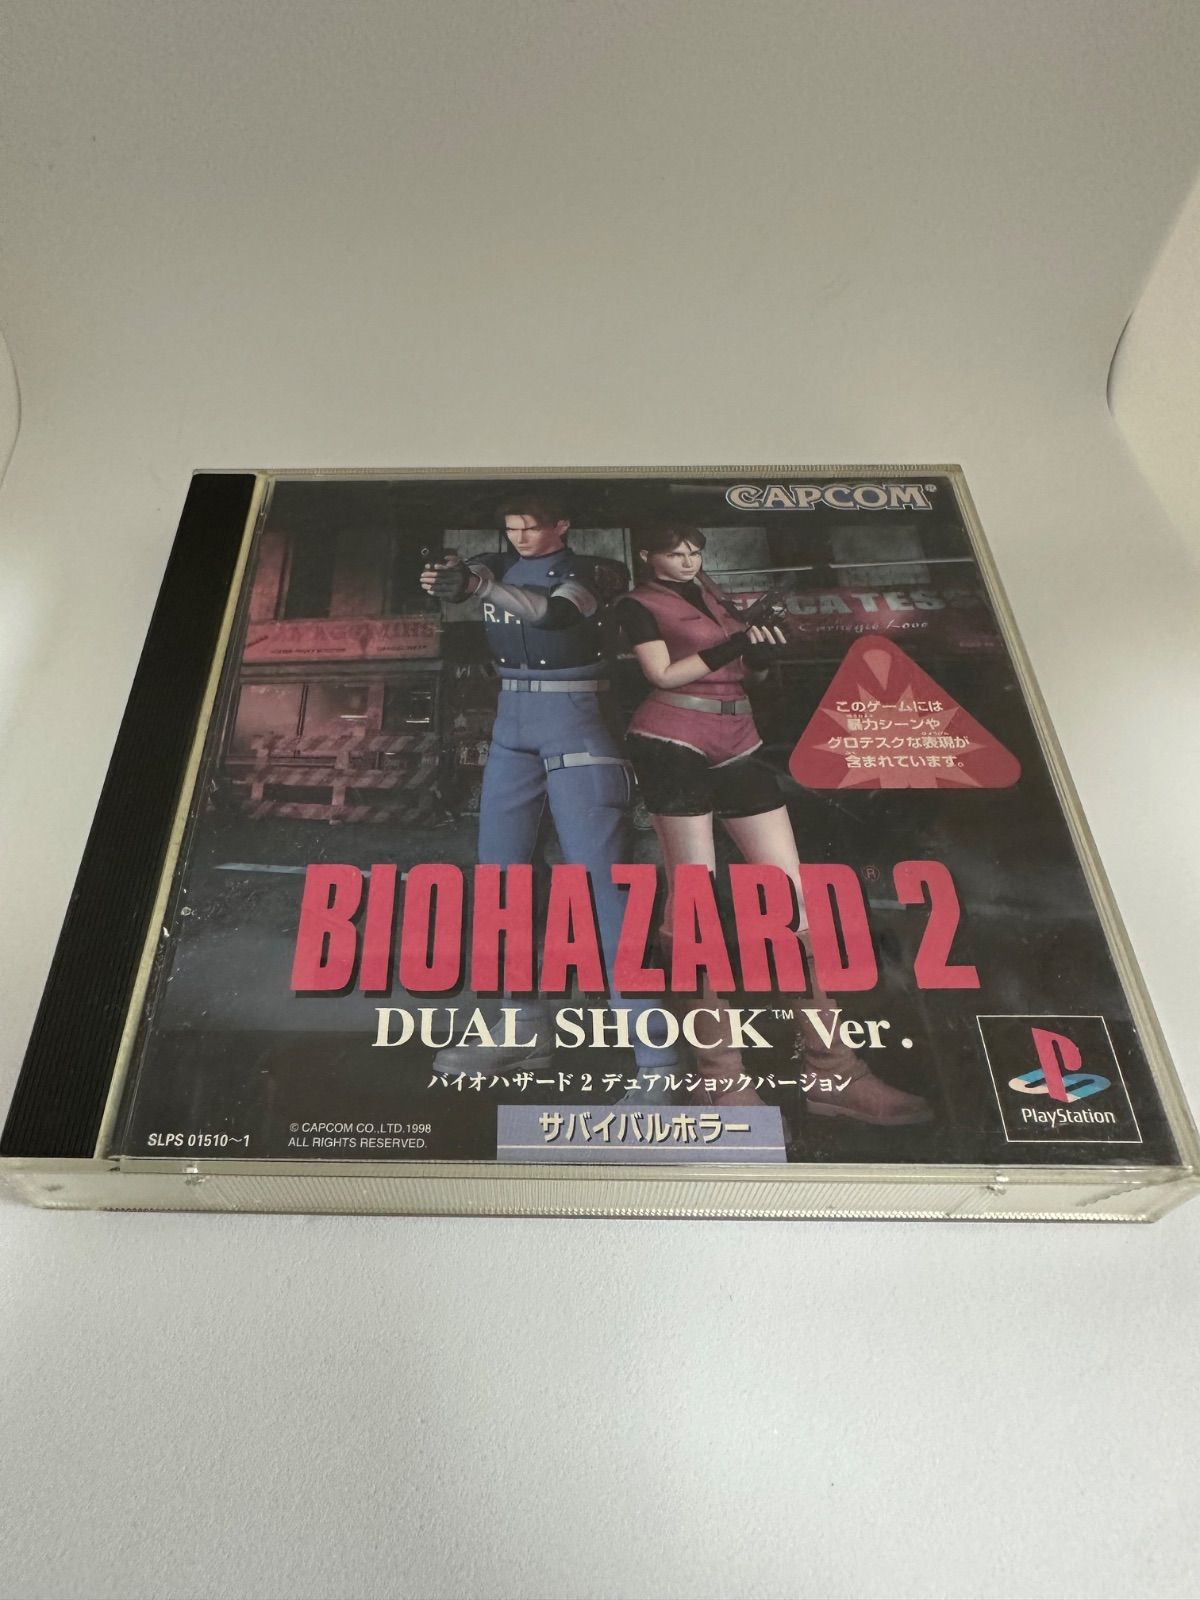 CAPCOM®
R.P.
CATES
Carnegie Love
このゲームには
暴力シーンや
グロテスクな表現が
含まれています。
BIOHAZARD® 2
DUAL SHOCK™ Ver.
バイオハザード 2 デュアルショックバージョン
サバイバルホラー
SLPS 01510〜1
© CAPCOM CO.,LTD.1998
ALL RIGHTS RESERVED.
PlayStation